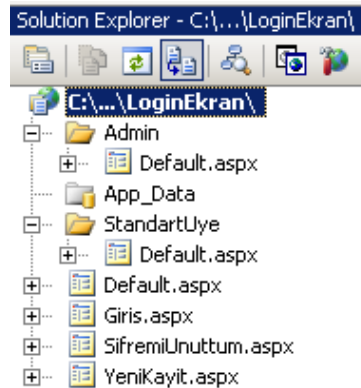 Solution Explorer - C:\...\LoginEkran\
C:\...\LoginEkran\
Admin
Default.aspx
App_Data
StandartUye
Default.aspx
Default.aspx
Giris.aspx
SifremiUnuttum.aspx
YeniKayit.aspx